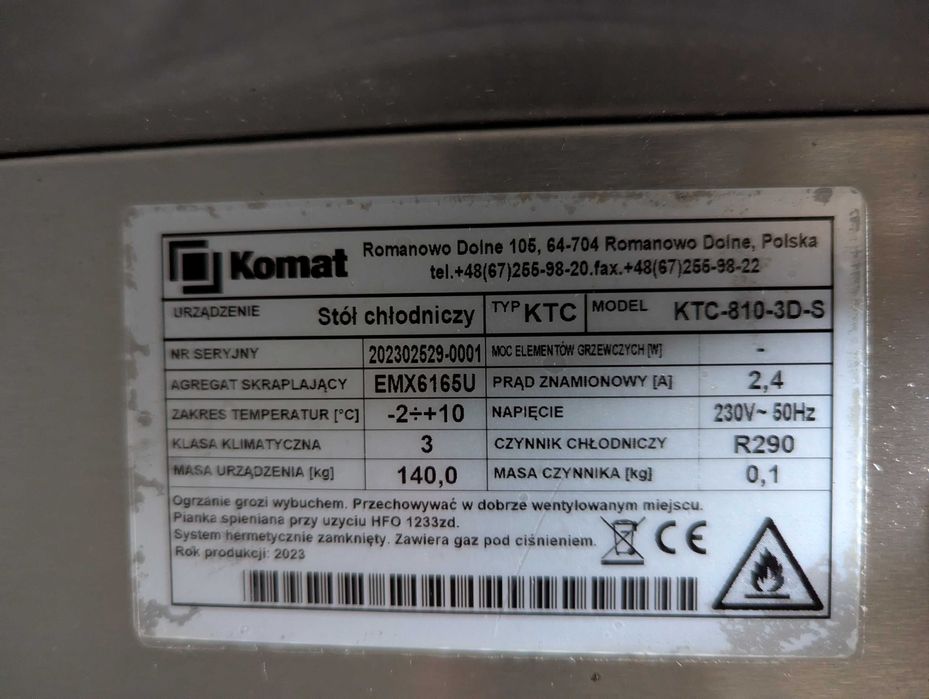 Komat
Romanowo Dolne 105, 64-704 Romanowo Dolne, Polska
tel.+48(67)255-98-20.fax.+48(67)255-98-22
URZĄDZENIE Stół chłodniczy TYP KTC MODEL KTC-810-3D-S
NR SERYJNY 202302529-0001 MOC ELEMENTÓW GRZEWCZYCH [W] -
AGREGAT SKRAPLAJĄCY EMX6165U PRĄD ZNAMIONOWY [A] 2,4
ZAKRES TEMPERATUR [°C] -2÷+10 NAPIĘCIE 230V~ 50Hz
KLASA KLIMATYCZNA 3 CZYNNIK CHŁODNICZY R290
MASA URZĄDZENIA [kg] 140,0 MASA CZYNNIKA [kg] 0,1
Ogrzanie grozi wybuchem. Przechowywać w dobrze wentylowanym miejscu.
Pianka spieniana przy uzyciu HFO 1233zd.
System hermetycznie zamknięty. Zawiera gaz pod ciśnieniem.
Rok produkcji: 2023
CE